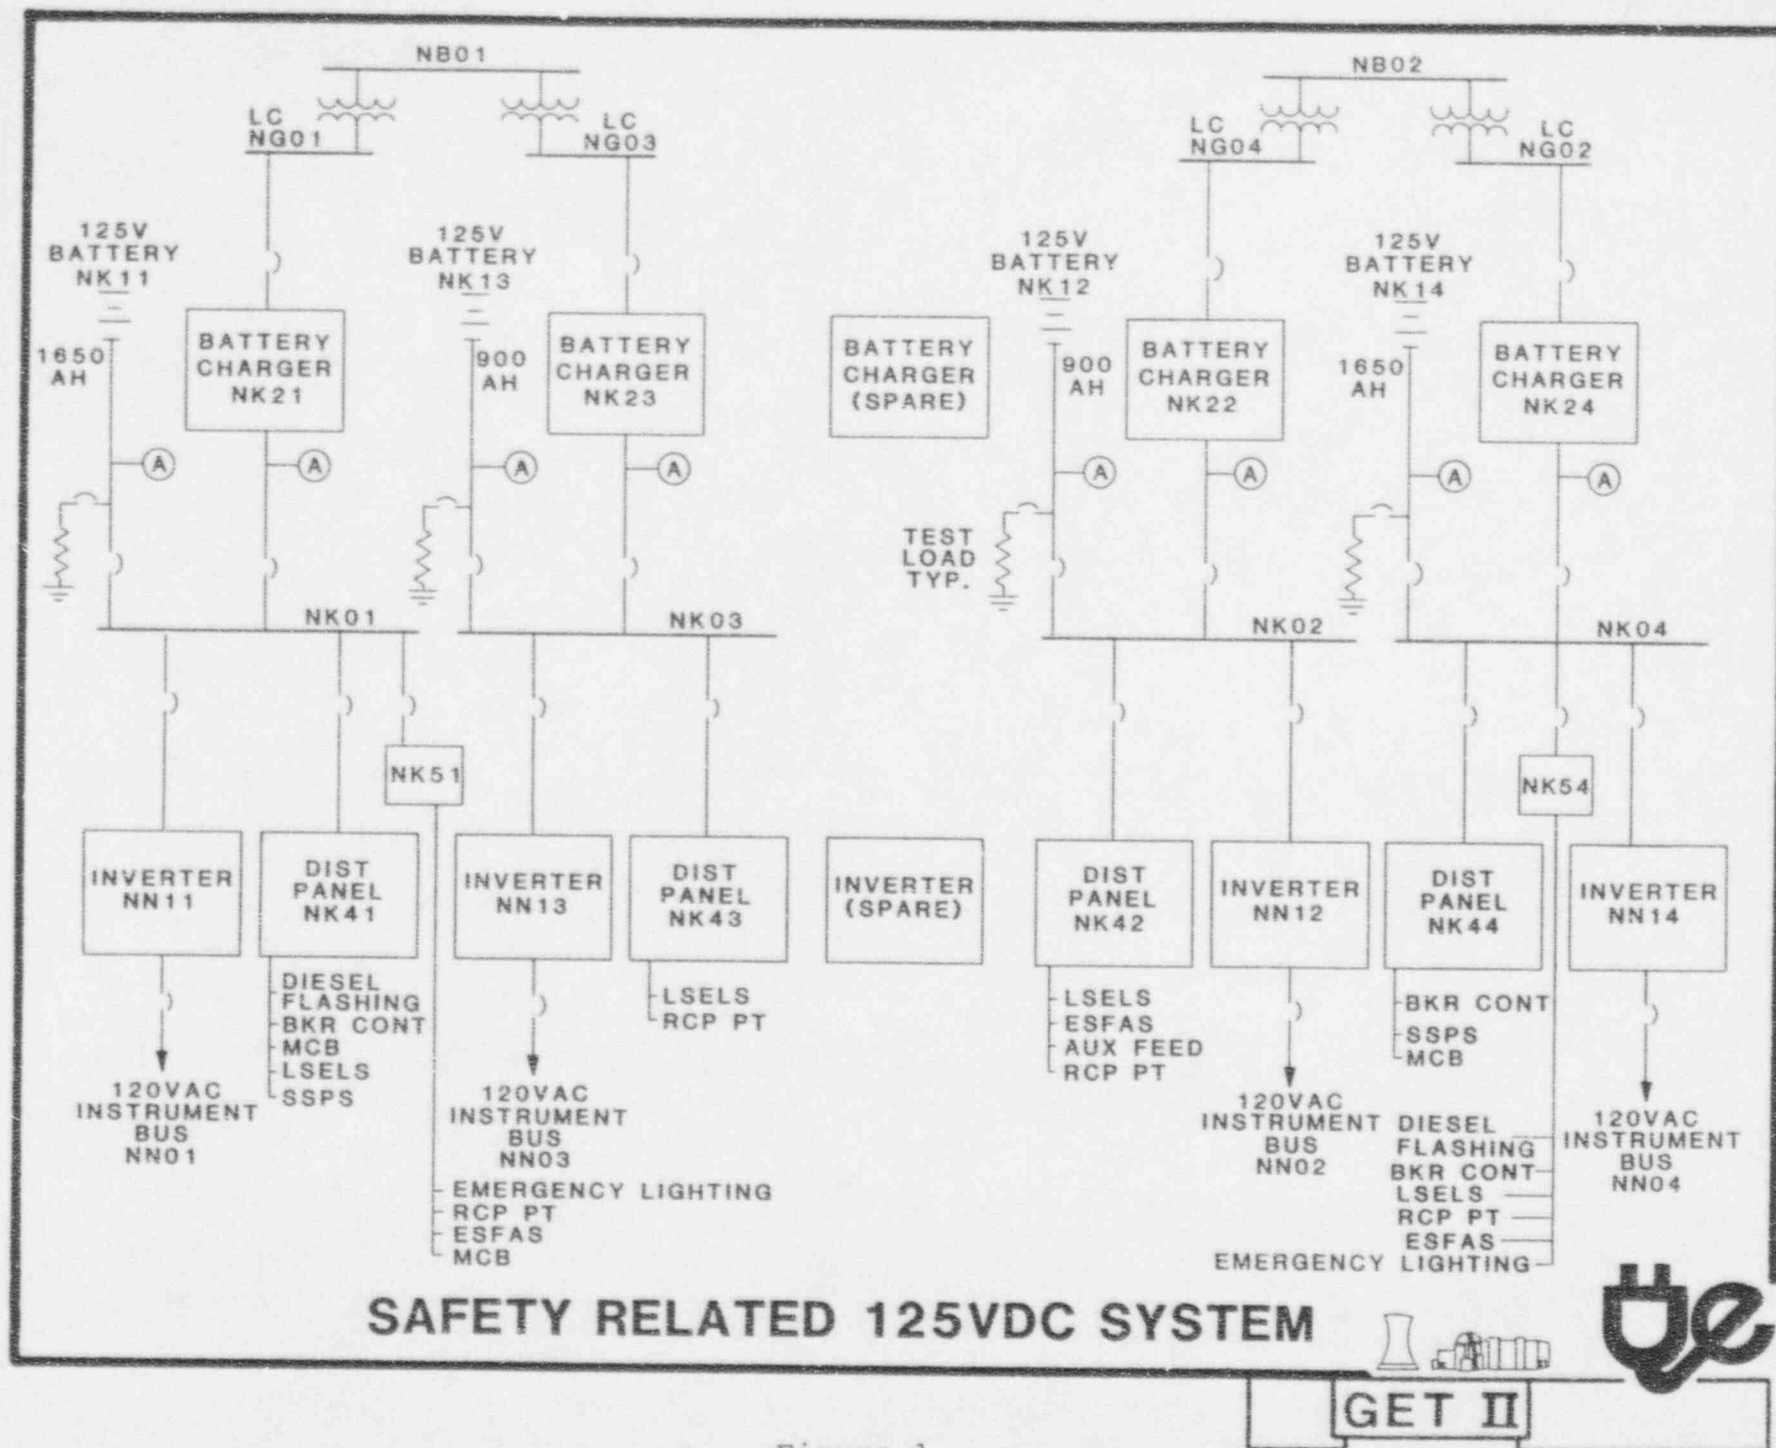 NB01
NB02
LC
NG01
LC
NG03
LC
NG04
LC
NG02
125V
BATTERY
NK11
125V
BATTERY
NK13
125V
BATTERY
NK12
125V
BATTERY
NK14
1650
AH
BATTERY
CHARGER
NK21
900
AH
BATTERY
CHARGER
NK23
BATTERY
CHARGER
(SPARE)
900
AH
BATTERY
CHARGER
NK22
1650
AH
BATTERY
CHARGER
NK24
A
A
A
A
A
A
A
A
TEST
LOAD
TYP.
NK01
NK03
NK02
NK04
NK51
NK54
INVERTER
NN11
DIST
PANEL
NK41
INVERTER
NN13
DIST
PANEL
NK43
INVERTER
(SPARE)
DIST
PANEL
NK42
INVERTER
NN12
DIST
PANEL
NK44
INVERTER
NN14
DIESEL
FLASHING
BKR CONT
MCB
LSELS
SSPS
LSELS
RCP PT
LSELS
ESFAS
AUX FEED
RCP PT
BKR CONT
SSPS
MCB
120VAC
INSTRUMENT
BUS
NN01
120VAC
INSTRUMENT
BUS
NN03
120VAC
INSTRUMENT
BUS
NN02
120VAC
INSTRUMENT
BUS
NN04
EMERGENCY LIGHTING
RCP PT
ESFAS
MCB
DIESEL
FLASHING
BKR CONT
LSELS
RCP PT
ESFAS
EMERGENCY LIGHTING
SAFETY RELATED 125VDC SYSTEM
Ue
GET II
Figure 1